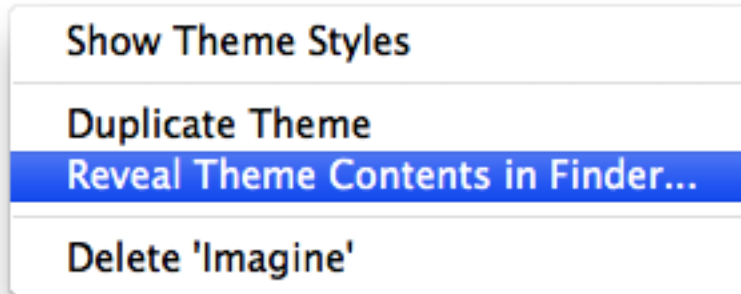 Show Theme Styles
Duplicate Theme
Reveal Theme Contents in Finder...
Delete 'Imagine'